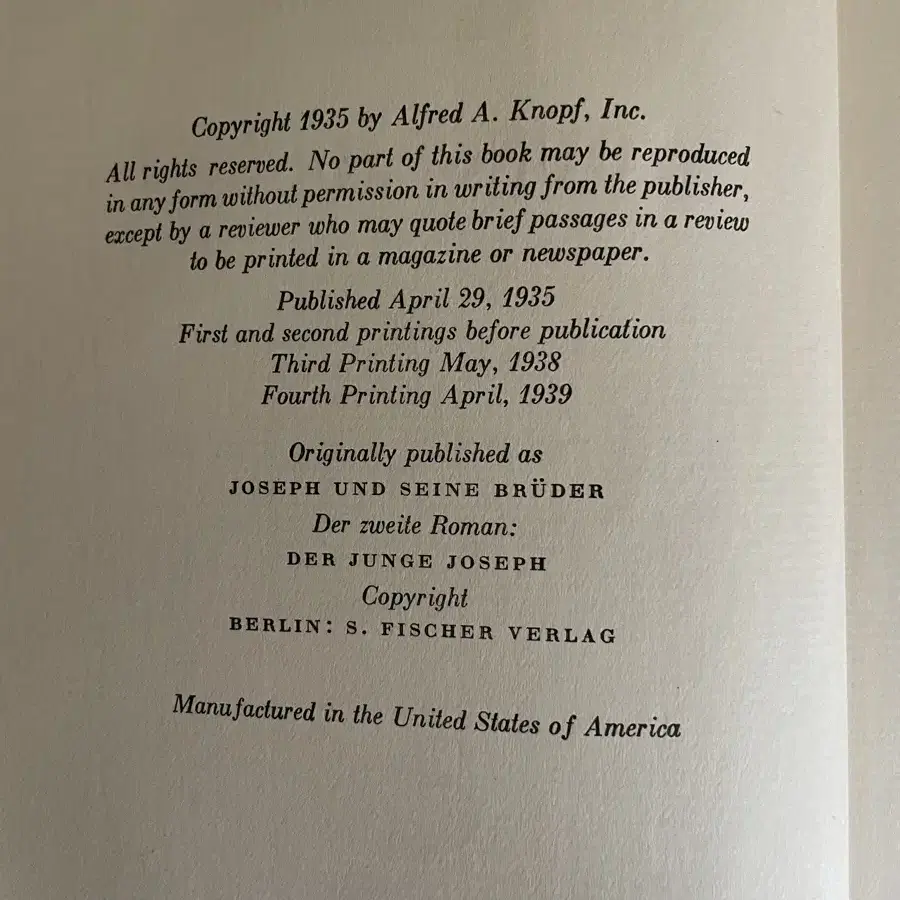 Copyright 1935 by Alfred A. Knopf, Inc.
All rights reserved. No part of this book may be reproduced
in any form without permission in writing from the publisher,
except by a reviewer who may quote brief passages in a review
to be printed in a magazine or newspaper.
Published April 29, 1935
First and second printings before publication
Third Printing May, 1938
Fourth Printing April, 1939
Originally published as
JOSEPH UND SEINE BRÜDER
Der zweite Roman:
DER JUNGE JOSEPH
Copyright
BERLIN: S. FISCHER VERLAG
Manufactured in the United States of America